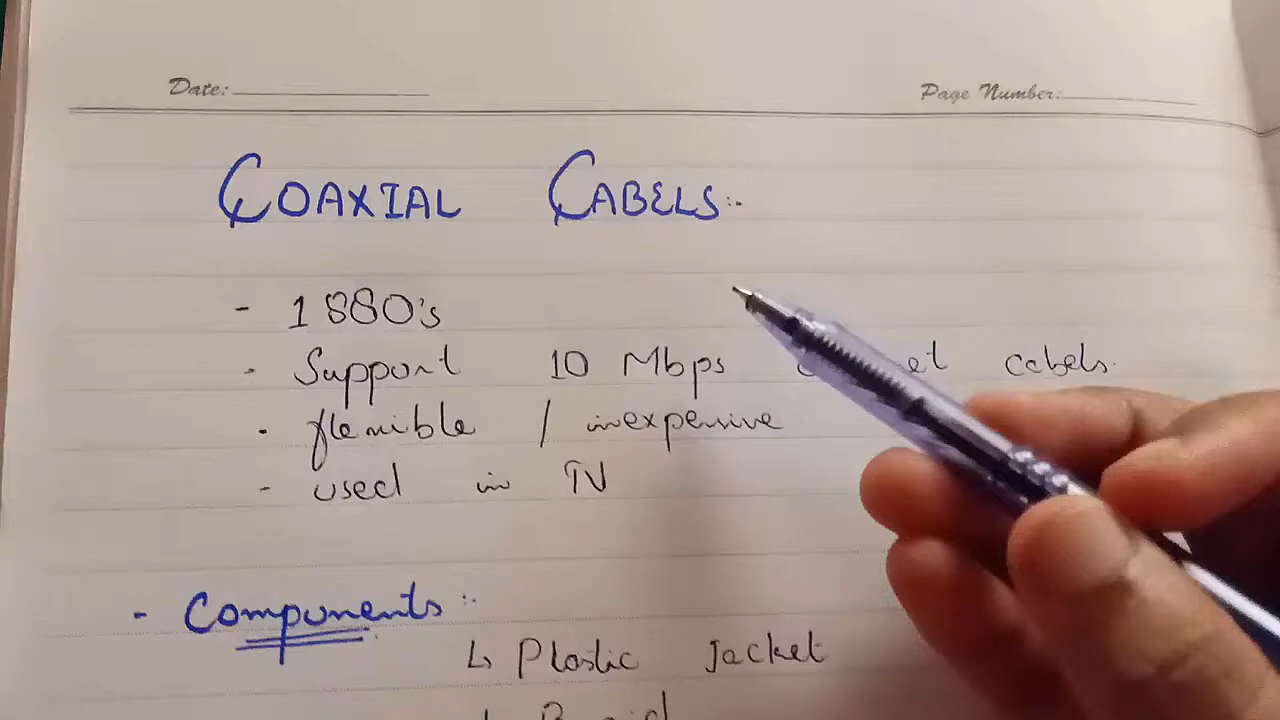 Date: Page Number:
COAXIAL CABELS:-
- 1880's
- Support 10 Mbps cabels.
- flexible / inexpensive
- used in TV
- Components :-
↳ Plastic Jacket